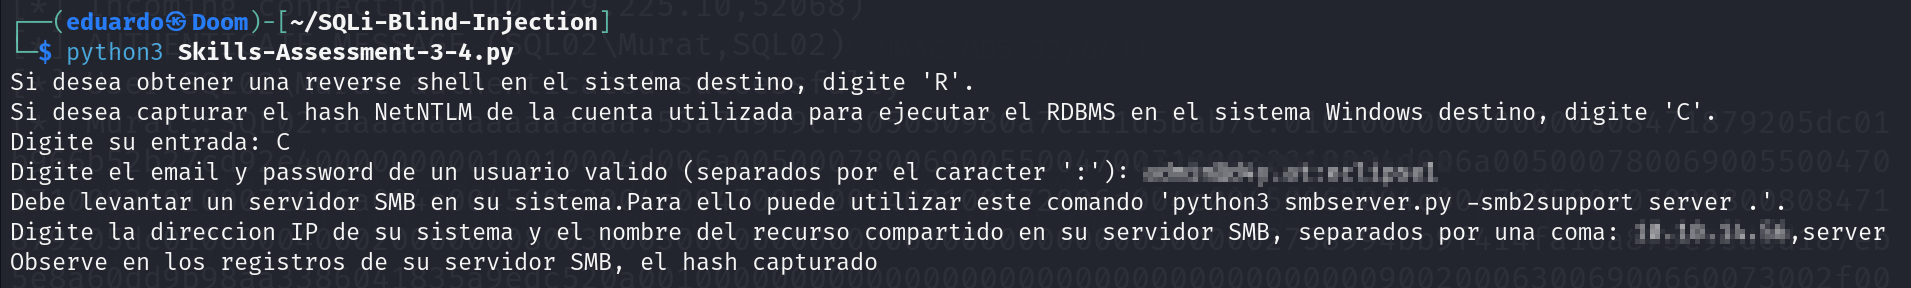 ┌──(eduardo㉿Doom)-[~/SQLi-Blind-Injection]
└─$ python3 Skills-Assessment-3-4.py
Si desea obtener una reverse shell en el sistema destino, digite 'R'.
Si desea capturar el hash NetNTLM de la cuenta utilizada para ejecutar el RDBMS en el sistema Windows destino, digite 'C'.
Digite su entrada: C
Digite el email y password de un usuario valido (separados por el caracter ':'):
Debe levantar un servidor SMB en su sistema.Para ello puede utilizar este comando 'python3 smbserver.py -smb2support server .'.
Digite la direccion IP de su sistema y el nombre del recurso compartido en su servidor SMB, separados por una coma: ,server
Observe en los registros de su servidor SMB, el hash capturado